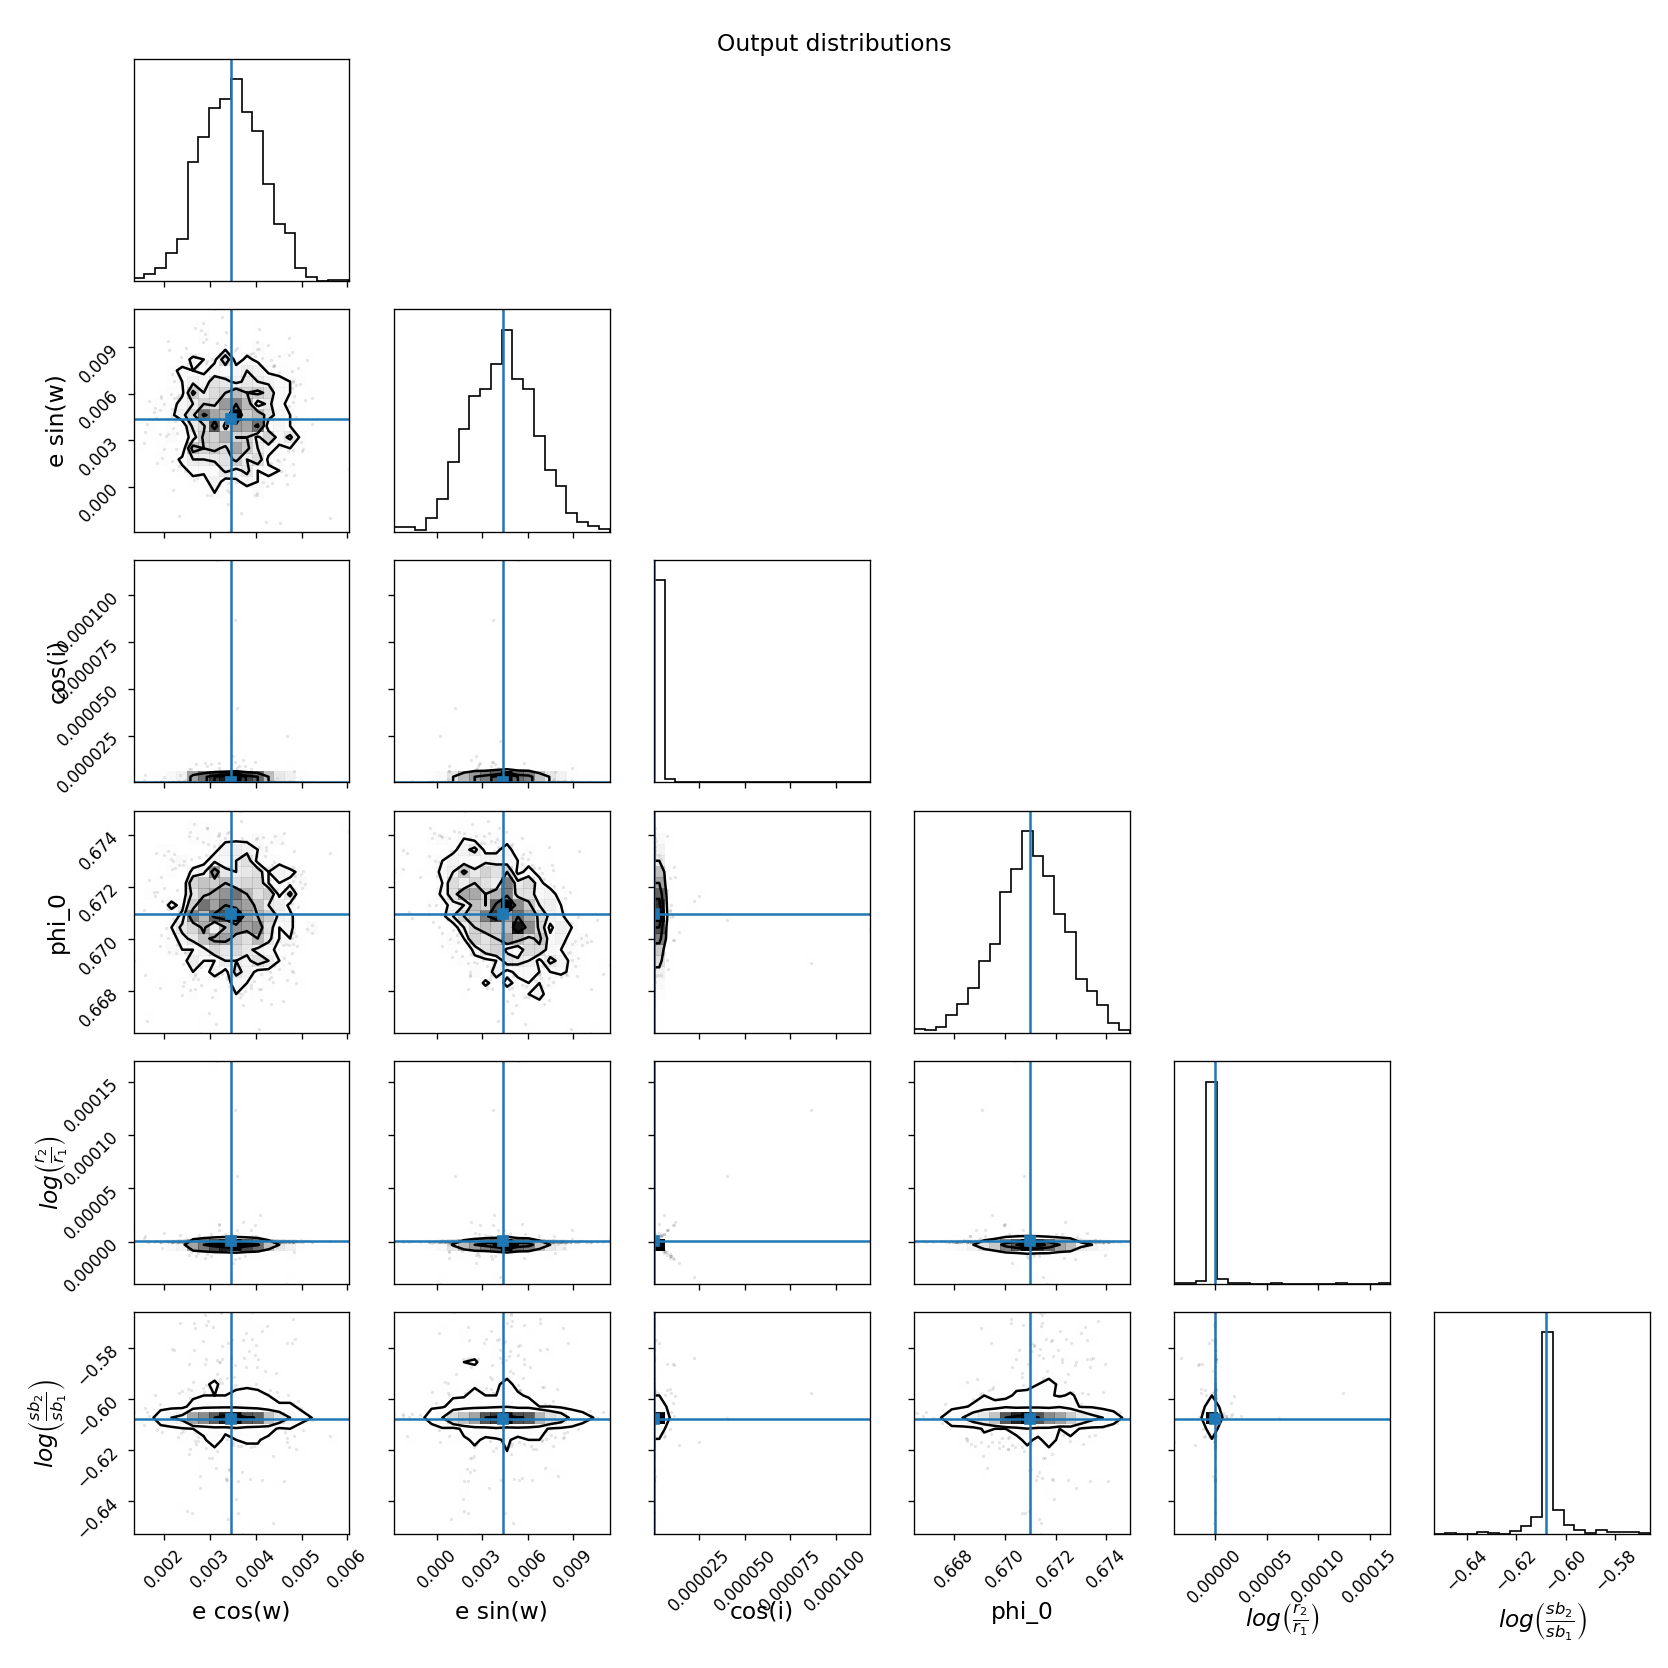 Output distributions
e sin(w)
0.009
0.006
0.003
0.000
cos(i)
0.000100
0.000075
0.000050
0.000025
phi_0
0.674
0.672
0.670
0.668
log(r₂/r₁)
0.00015
0.00010
0.00005
0.00000
log(sb₂/sb₁)
−0.58
−0.60
−0.62
−0.64
0.002 0.003 0.004 0.005 0.006
0.000 0.003 0.006 0.009
0.000025 0.000050 0.000075 0.000100
0.668 0.670 0.672 0.674
0.00000 0.00005 0.00010 0.00015
−0.64 −0.62 −0.60 −0.58
e cos(w)
e sin(w)
cos(i)
phi_0
log(r₂/r₁)
log(sb₂/sb₁)